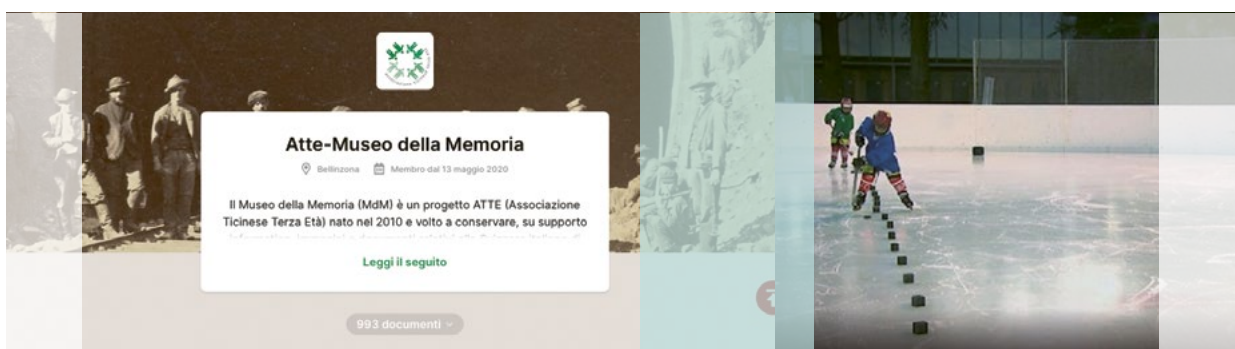 Atte-Museo della Memoria
Bellinzona Membro dal 13 maggio 2020
Il Museo della Memoria (MdM) è un progetto ATTE (Associazione
Ticinese Terza Età) nato nel 2010 e volto a conservare, su supporto
Leggi il seguito
993 documenti